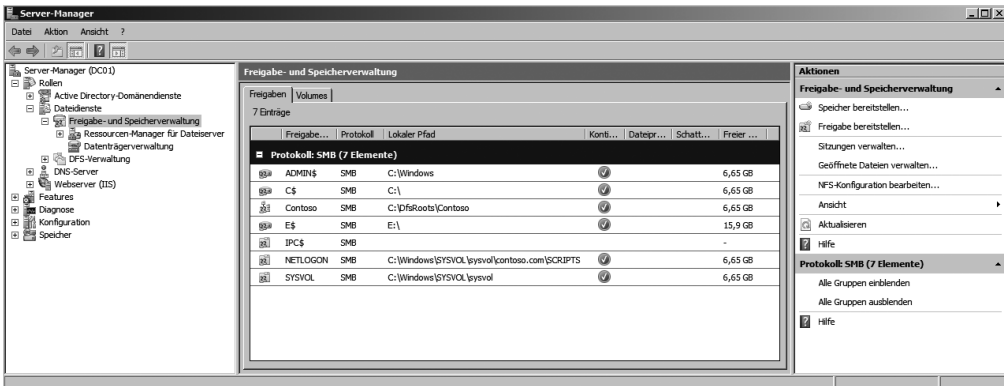 Server-Manager
Datei Aktion Ansicht ?
Server-Manager (DC01)
Rollen
Active Directory-Domänendienste
Dateidienste
Freigabe- und Speicherverwaltung
Ressourcen-Manager für Dateiserver
Datenträgerverwaltung
DFS-Verwaltung
DNS-Server
Webserver (IIS)
Features
Diagnose
Konfiguration
Speicher
Freigabe- und Speicherverwaltung
Freigaben Volumes
7 Einträge
Freigabe... Protokoll Lokaler Pfad Konti... Dateipr... Schatt... Freier ...
Protokoll: SMB (7 Elemente)
ADMIN$ SMB C:\Windows 6,65 GB
C$ SMB C:\ 6,65 GB
Contoso SMB C:\DfsRoots\Contoso 6,65 GB
E$ SMB E:\ 15,9 GB
IPC$ SMB -
NETLOGON SMB C:\Windows\SYSVOL\sysvol\contoso.com\SCRIPTS 6,65 GB
SYSVOL SMB C:\Windows\SYSVOL\sysvol 6,65 GB
Aktionen
Freigabe- und Speicherverwaltung
Speicher bereitstellen...
Freigabe bereitstellen...
Sitzungen verwalten...
Geöffnete Dateien verwalten...
NFS-Konfiguration bearbeiten...
Ansicht
Aktualisieren
Hilfe
Protokoll: SMB (7 Elemente)
Alle Gruppen einblenden
Alle Gruppen ausblenden
Hilfe